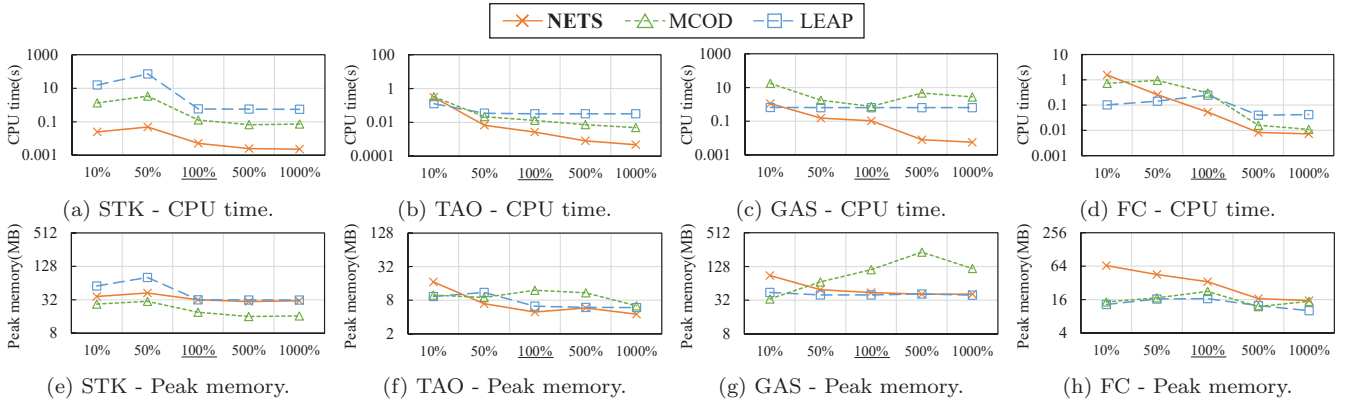 NETS MCOD LEAP
CPU time(s) 1000 10 0.1 0.001 10% 50% 100% 500% 1000%
CPU time(s) 100 1 0.01 0.0001 10% 50% 100% 500% 1000%
CPU time(s) 1000 10 0.1 0.001 10% 50% 100% 500% 1000%
CPU time(s) 10 1 0.1 0.01 0.001 10% 50% 100% 500% 1000%
(a) STK - CPU time. (b) TAO - CPU time. (c) GAS - CPU time. (d) FC - CPU time.
Peak memory(MB) 512 128 32 8 10% 50% 100% 500% 1000%
Peak memory(MB) 128 32 8 2 10% 50% 100% 500% 1000%
Peak memory(MB) 512 128 32 8 10% 50% 100% 500% 1000%
Peak memory(MB) 256 64 16 4 10% 50% 100% 500% 1000%
(e) STK - Peak memory. (f) TAO - Peak memory. (g) GAS - Peak memory. (h) FC - Peak memory.